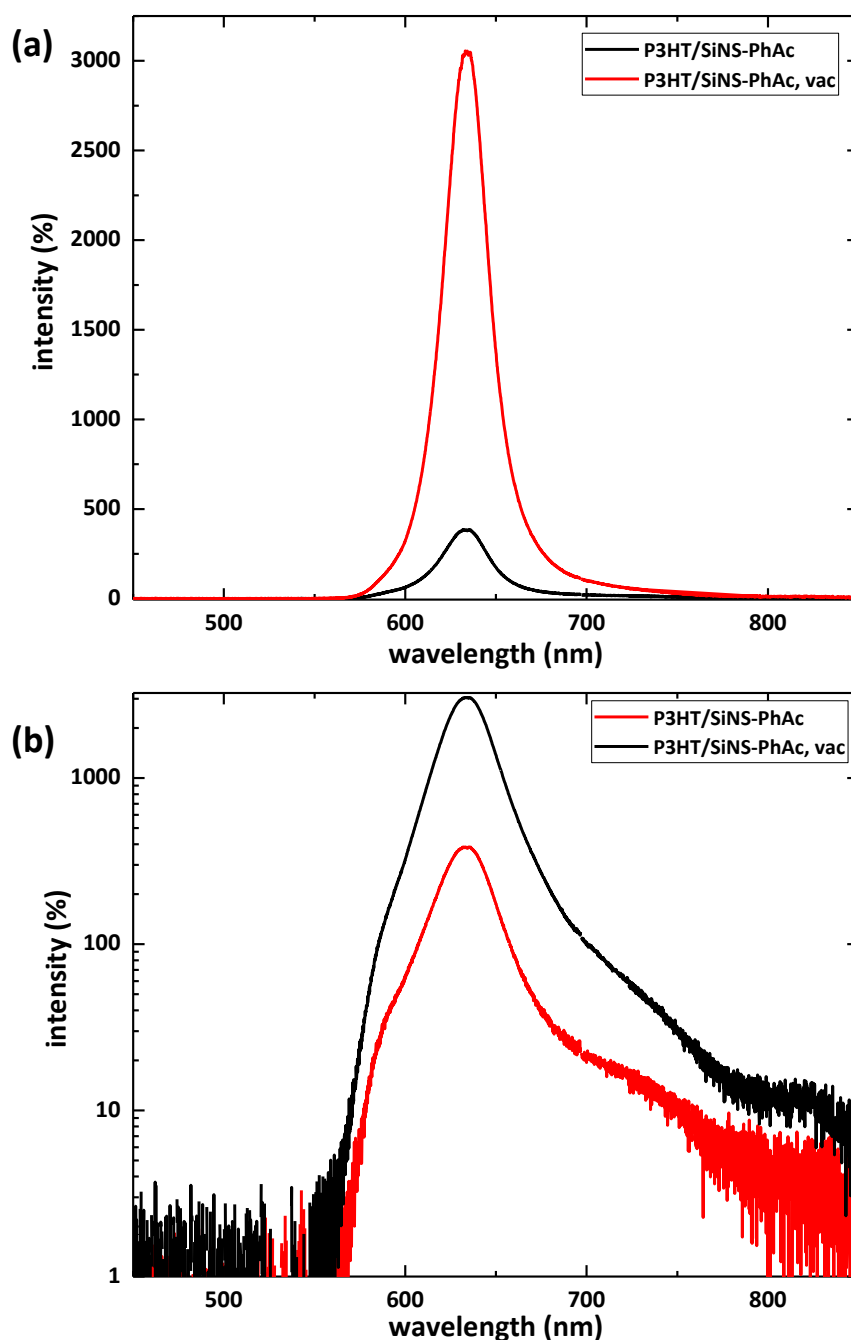 (a)
P3HT/SiNS-PhAc
P3HT/SiNS-PhAc, vac
3000
2500
2000
1500
1000
500
0
intensity (%)
500 600 700 800
wavelength (nm)
(b)
P3HT/SiNS-PhAc
P3HT/SiNS-PhAc, vac
1000
100
10
1
intensity (%)
500 600 700 800
wavelength (nm)